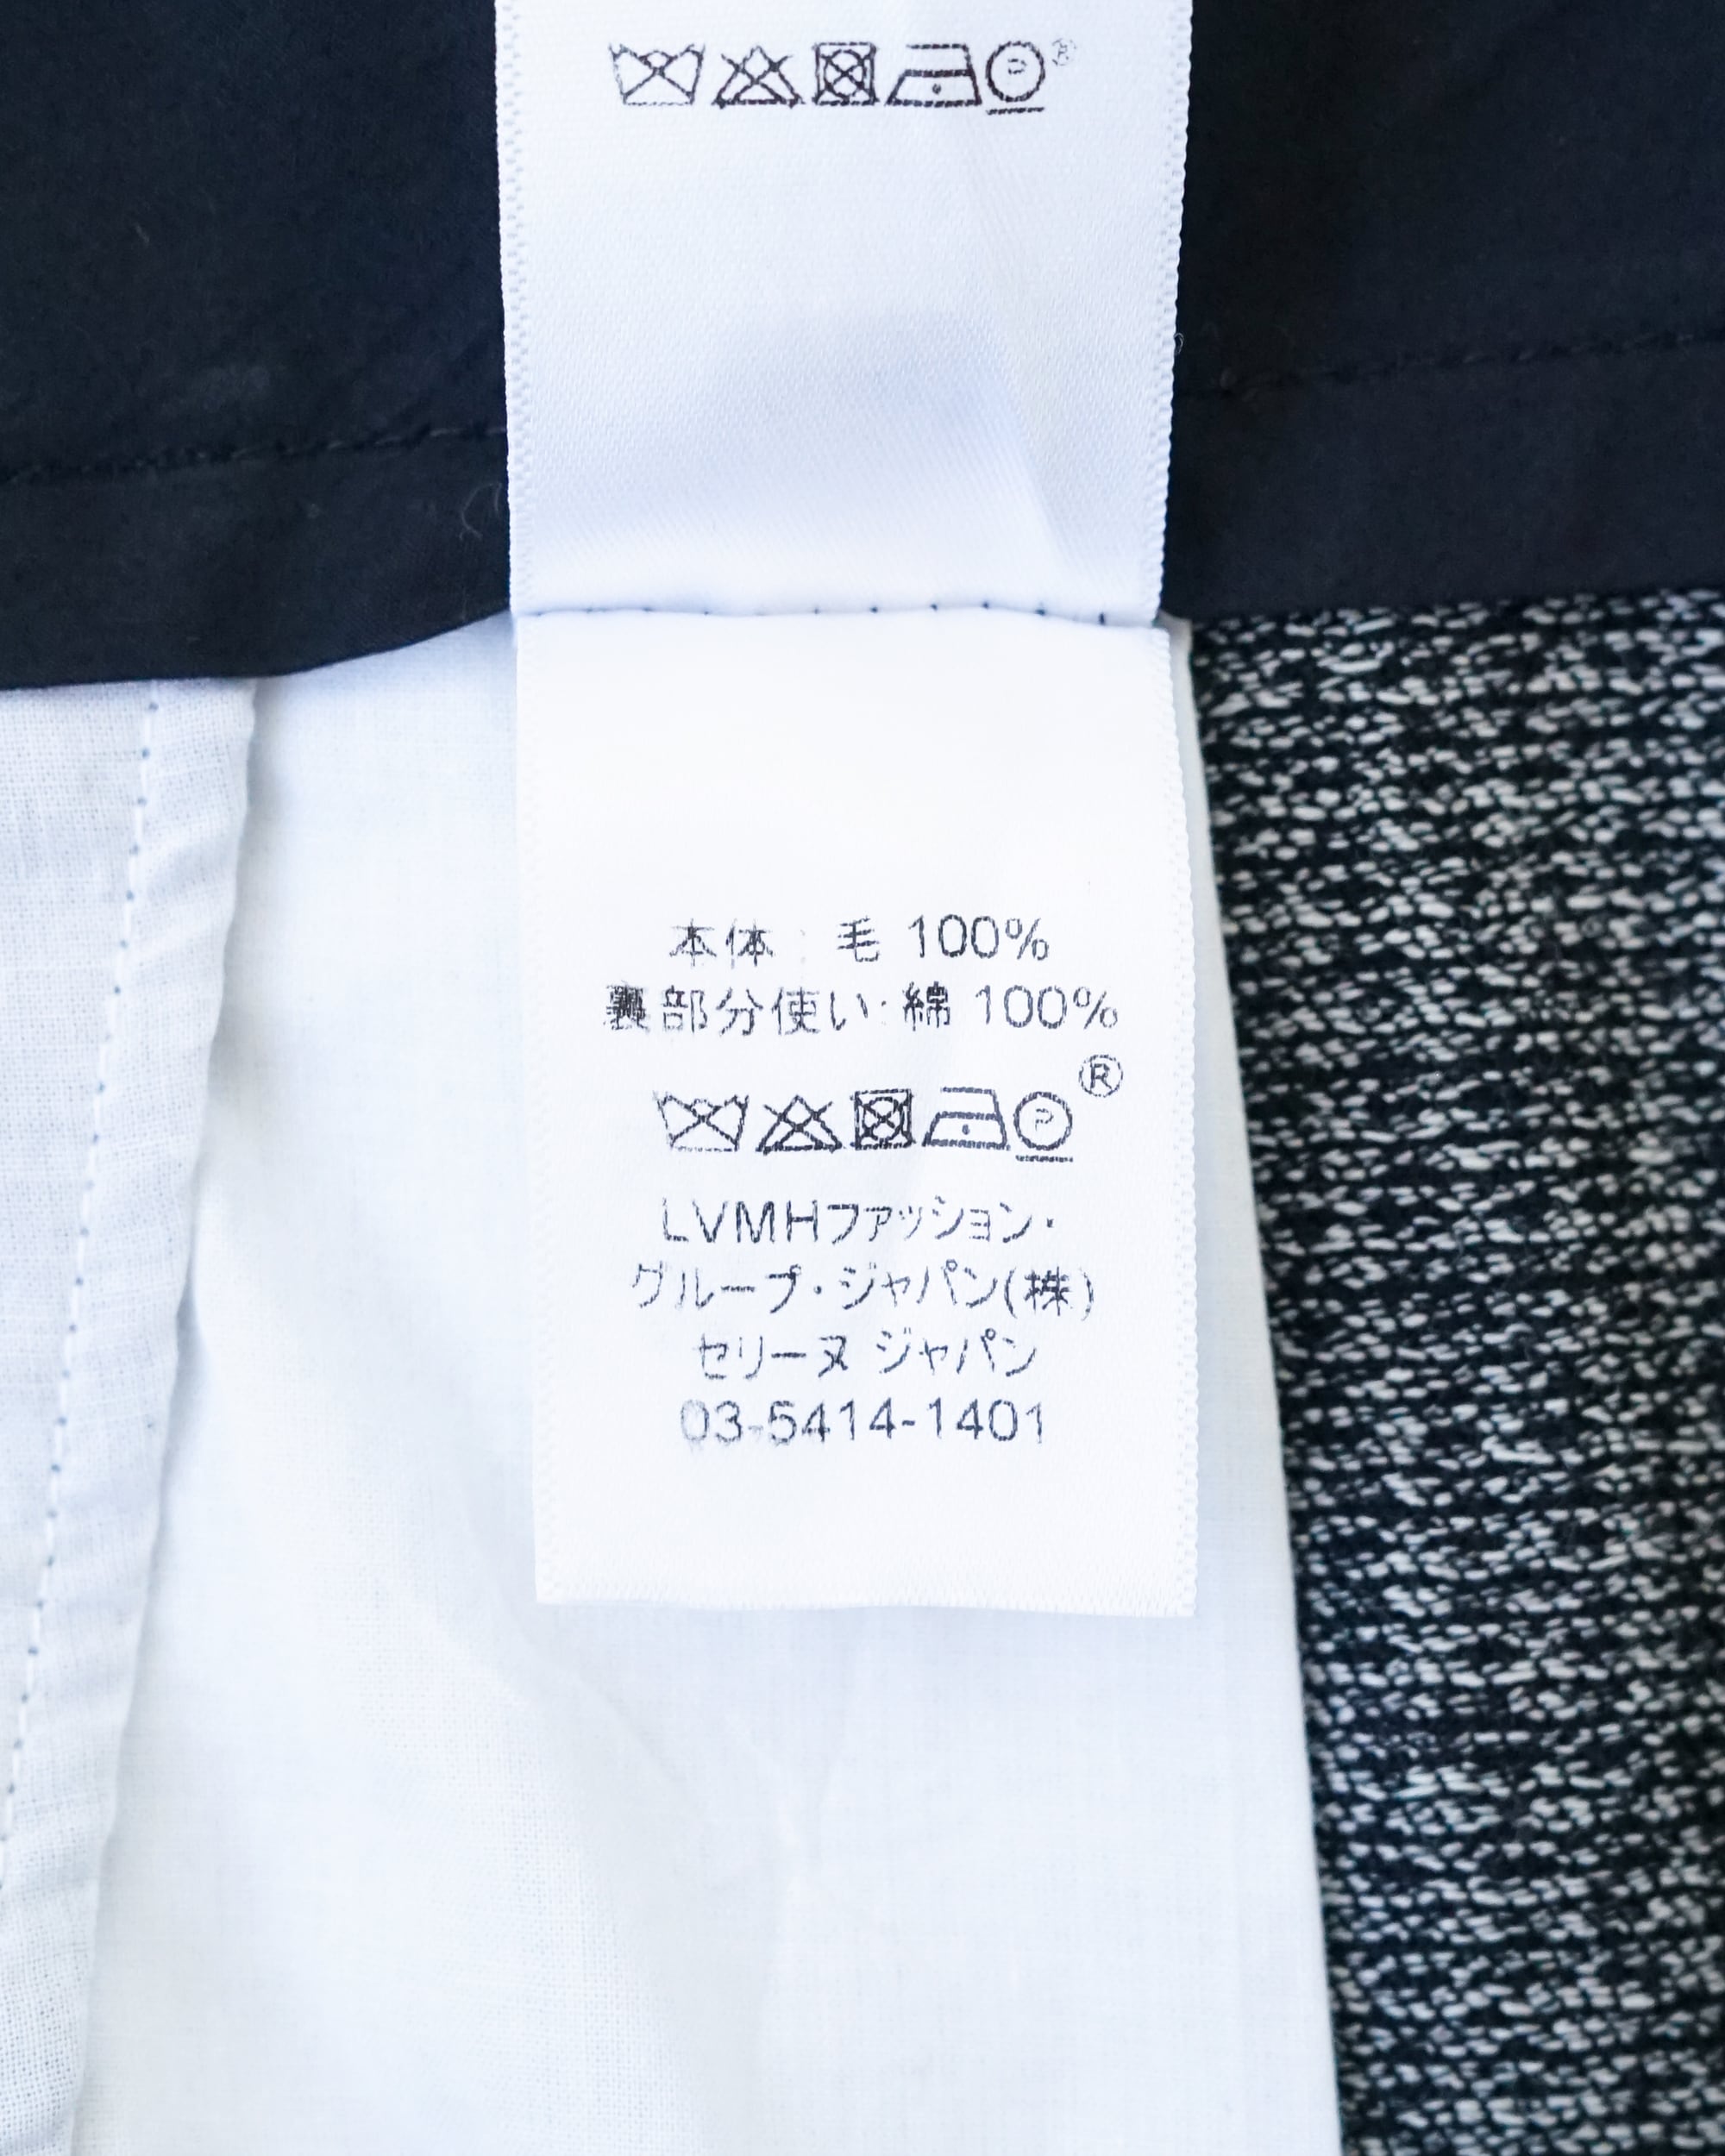 P ®
本体 : 毛 100%
裏部分使い: 綿 100%
P ®
LVMHファッション・
グループ・ジャパン(株)
セリーヌ ジャパン
03-5414-1401